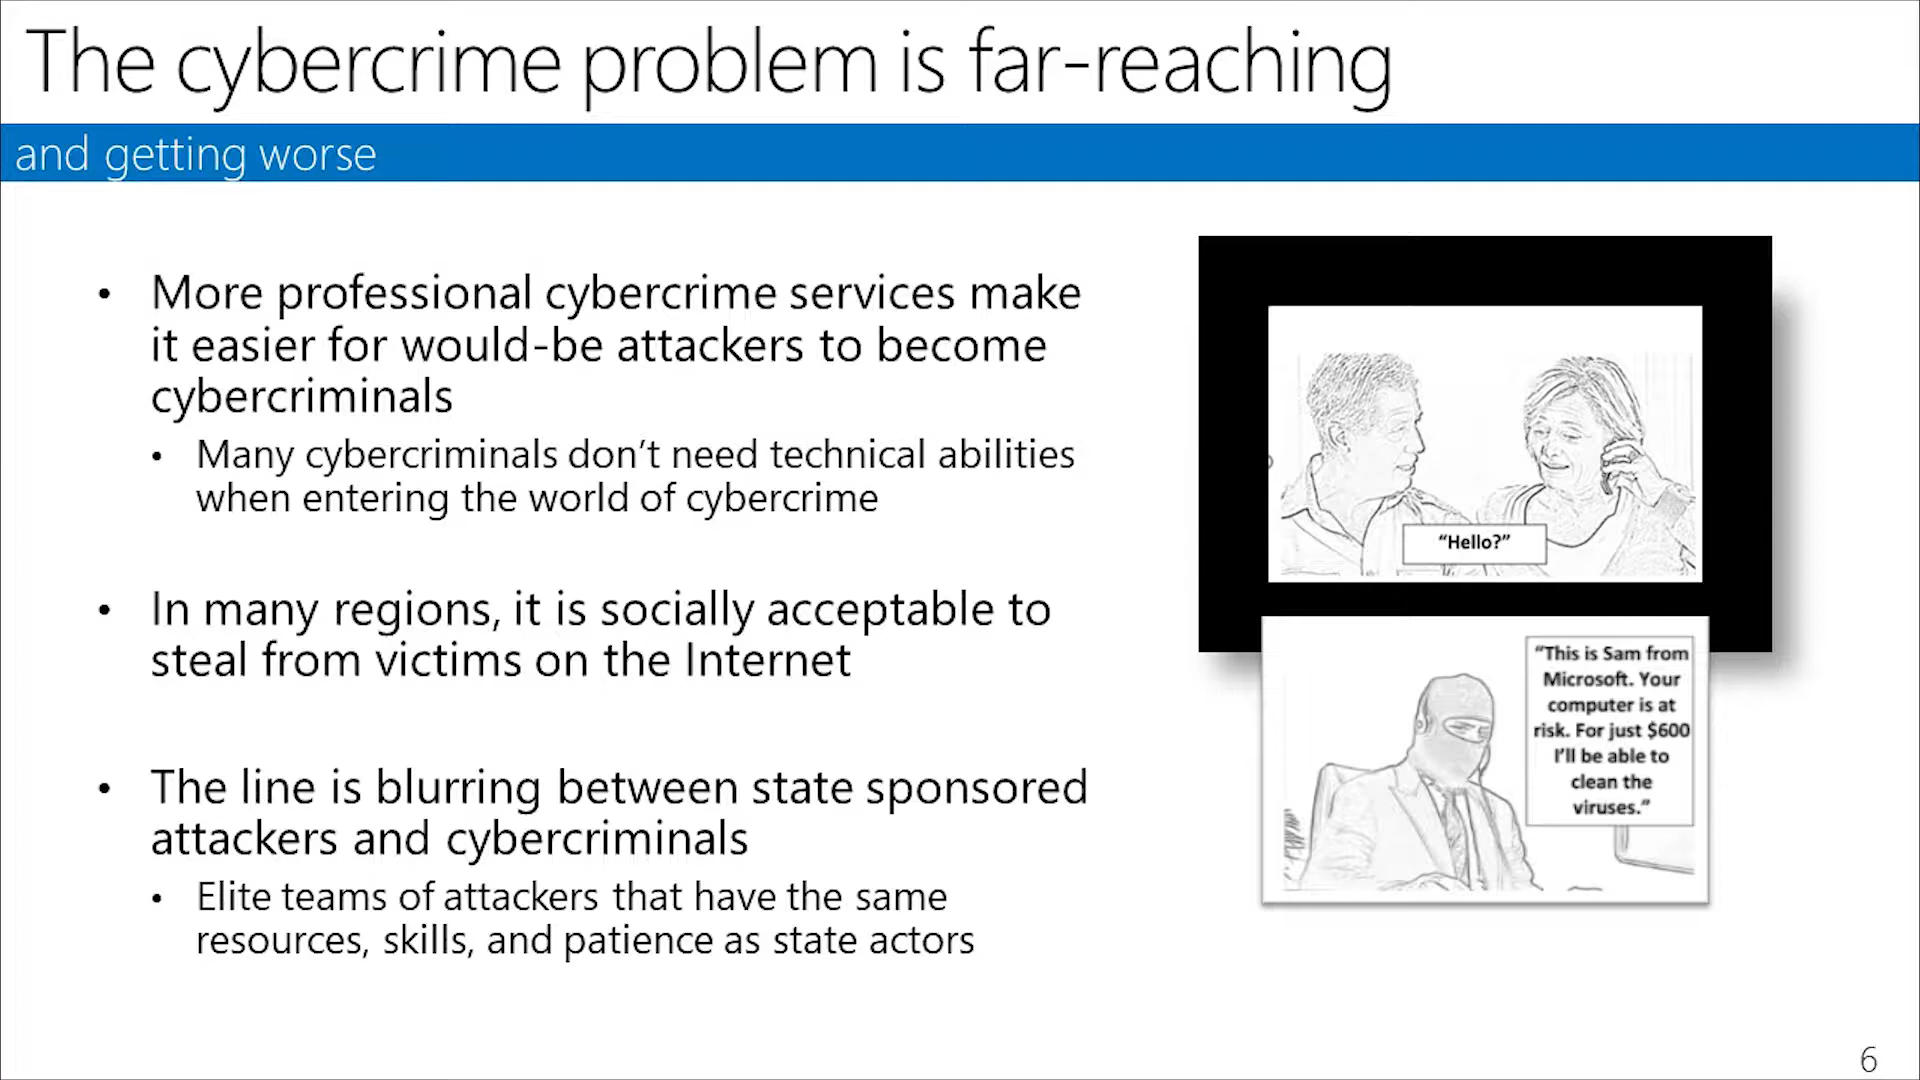 The cybercrime problem is far-reaching
and getting worse
• More professional cybercrime services make
it easier for would-be attackers to become
cybercriminals
• Many cybercriminals don’t need technical abilities
when entering the world of cybercrime
• In many regions, it is socially acceptable to
steal from victims on the Internet
• The line is blurring between state sponsored
attackers and cybercriminals
• Elite teams of attackers that have the same
resources, skills, and patience as state actors
“Hello?”
“This is Sam from
Microsoft. Your
computer is at
risk. For just $600
I’ll be able to
clean the
viruses.”
6